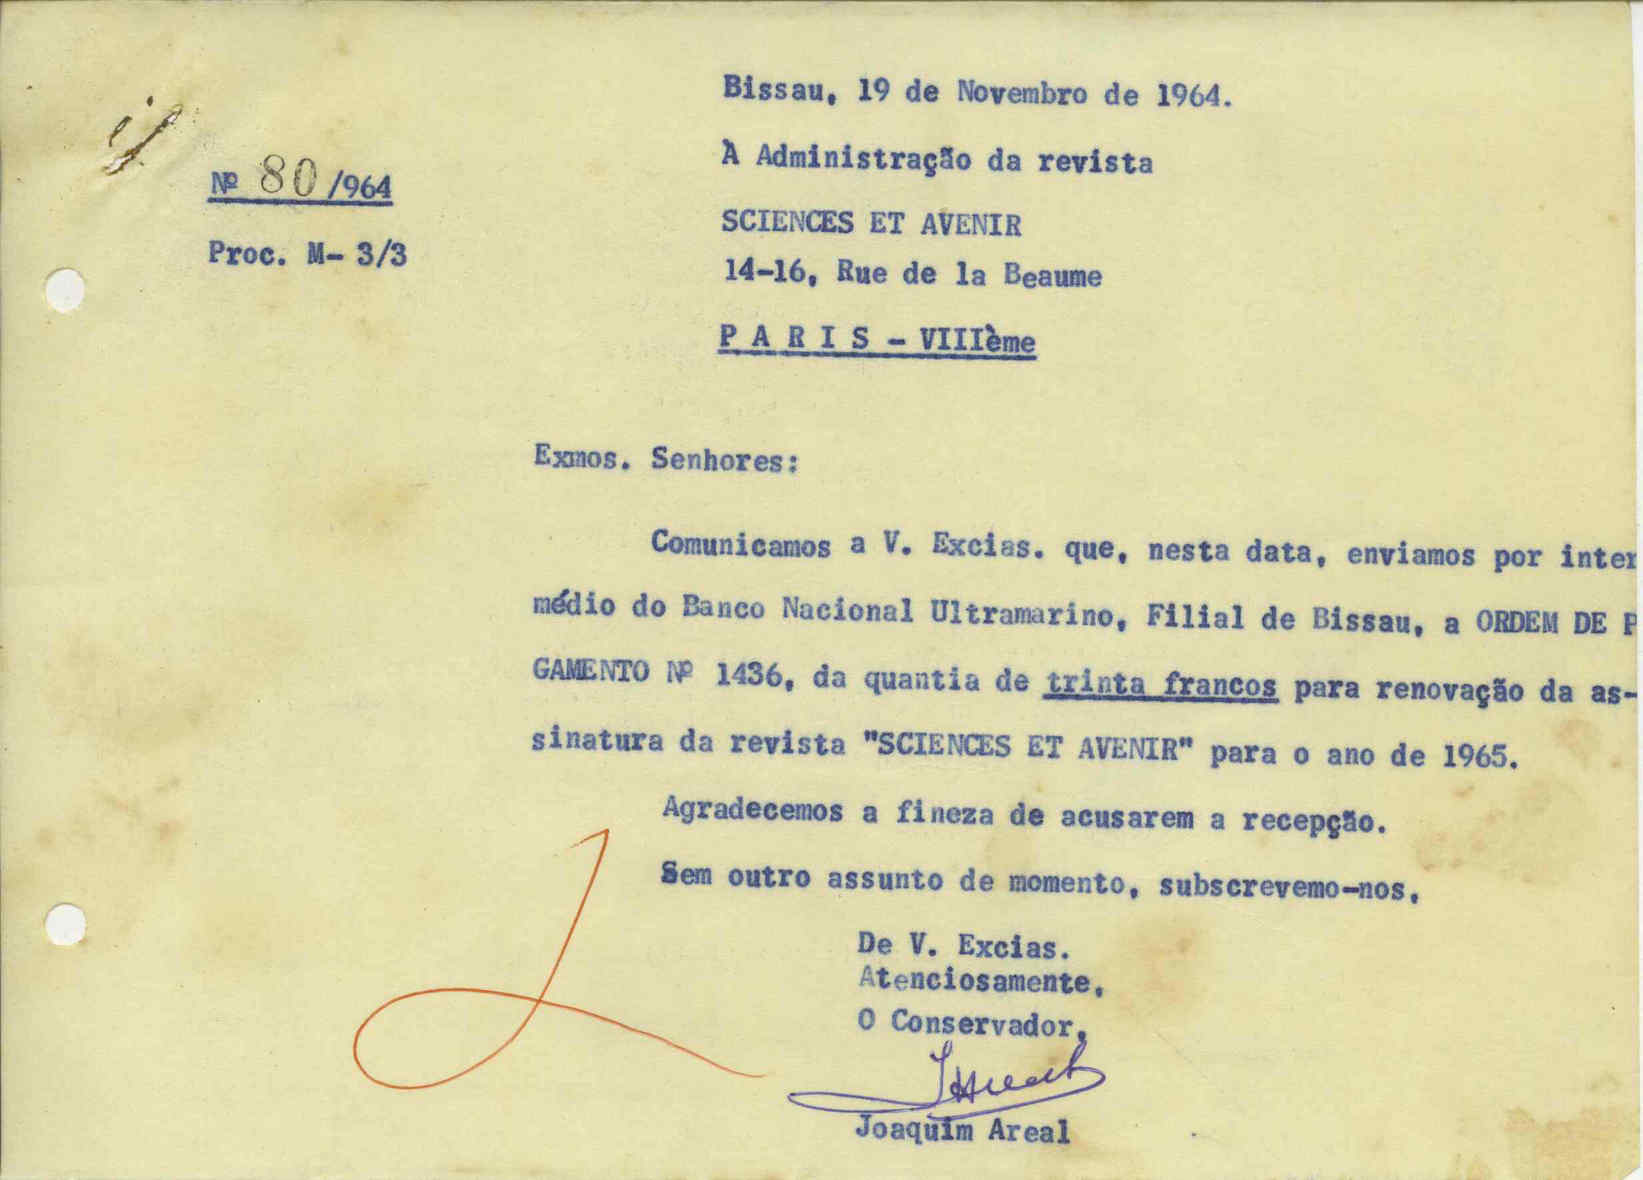 Bissau, 19 de Novembro de 1964.
À Administração da revista
Nº 80/964
SCIENCES ET AVENIR
Proc. M- 3/3
14-16, Rue de la Beaume
P A R I S - VIIIème
Exmos. Senhores:
Comunicamos a V. Excias. que, nesta data, enviamos por inter
médio do Banco Nacional Ultramarino, Filial de Bissau, a ORDEM DE P
GAMENTO Nº 1436, da quantia de trinta francos para renovação da as-
sinatura da revista "SCIENCES ET AVENIR" para o ano de 1965.
Agradecemos a fineza de acusarem a recepção.
Sem outro assunto de momento, subscrevemo-nos,
De V. Excias.
Atenciosamente,
O Conservador,
JAreal
Joaquim Areal